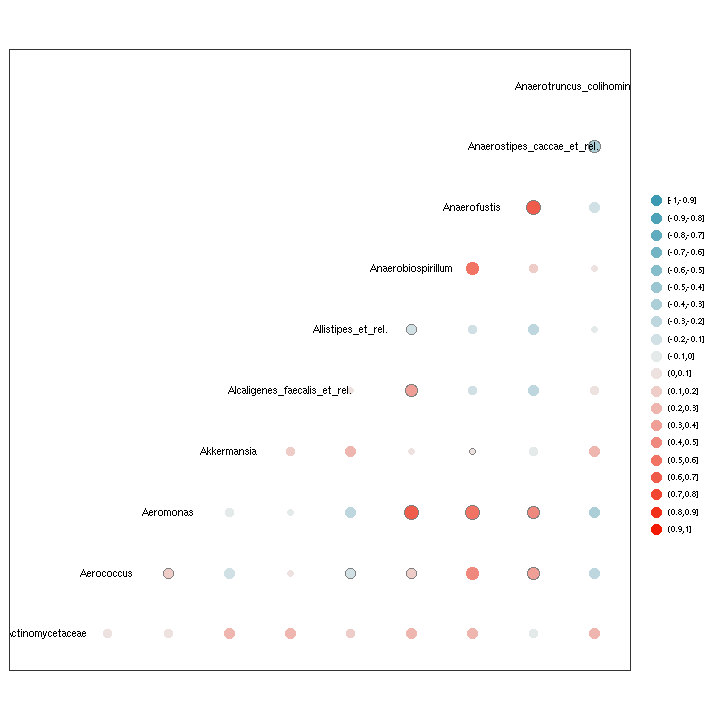 Anaerotruncus_colihomin
Anaerostipes_caccae_et_rel.
Anaerofustis
Anaerobiospirillum
Allistipes_et_rel.
Alcaligenes_faecalis_et_rel.
Akkermansia
Aeromonas
Aerococcus
ctinomycetaceae
[-1,-0.9]
(-0.9,-0.8]
(-0.8,-0.7]
(-0.7,-0.6]
(-0.6,-0.5]
(-0.5,-0.4]
(-0.4,-0.3]
(-0.3,-0.2]
(-0.2,-0.1]
(-0.1,0]
(0,0.1]
(0.1,0.2]
(0.2,0.3]
(0.3,0.4]
(0.4,0.5]
(0.5,0.6]
(0.6,0.7]
(0.7,0.8]
(0.8,0.9]
(0.9,1]